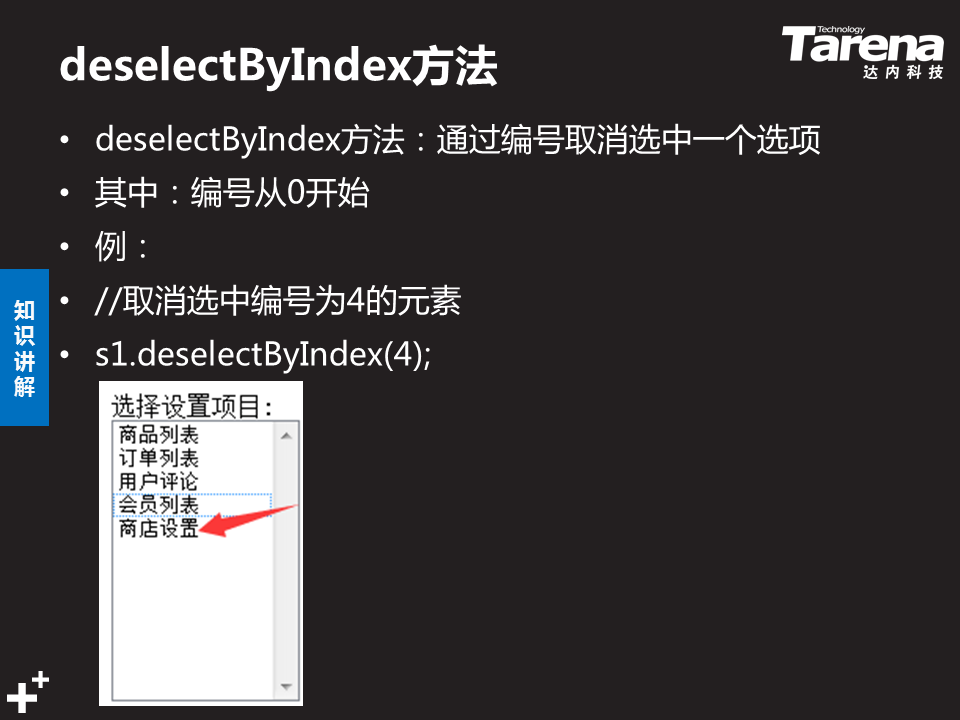 deselectByIndex方法
Technology
Tarena
达内科技
• deselectByIndex方法：通过编号取消选中一个选项
• 其中：编号从0开始
• 例：
• //取消选中编号为4的元素
• s1.deselectByIndex(4);
知识讲解
选择设置项目：
商品列表
订单列表
用户评论
会员列表
商店设置